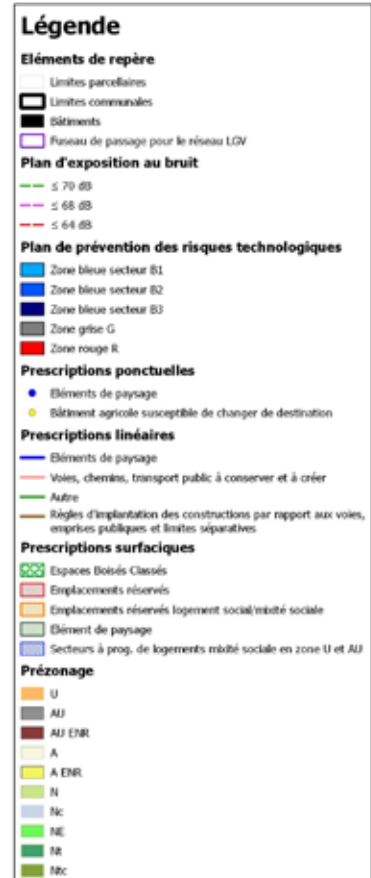 Légende
Eléments de repère
Limites parcellaires
Limites communales
Bâtiments
Fuseau de passage pour le réseau LGV
Plan d'exposition au bruit
≤ 70 dB
≤ 68 dB
≤ 64 dB
Plan de prévention des risques technologiques
Zone bleue secteur B1
Zone bleue secteur B2
Zone bleue secteur B3
Zone grise G
Zone rouge R
Prescriptions ponctuelles
Eléments de paysage
Bâtiment agricole susceptible de changer de destination
Prescriptions linéaires
Eléments de paysage
Voies, chemins, transport public à conserver et à créer
Autre
Règles d'implantation des constructions par rapport aux voies,
emprises publiques et limites séparatives
Prescriptions surfaciques
Espaces Boisés Classés
Emplacements réservés
Emplacements réservés logement social/mixité sociale
Elément de paysage
Secteurs à prog. de logements mixité sociale en zone U et AU
Prézonage
U
AU
AU ENR
A
A ENR
N
Nc
NE
Nt
Ntc